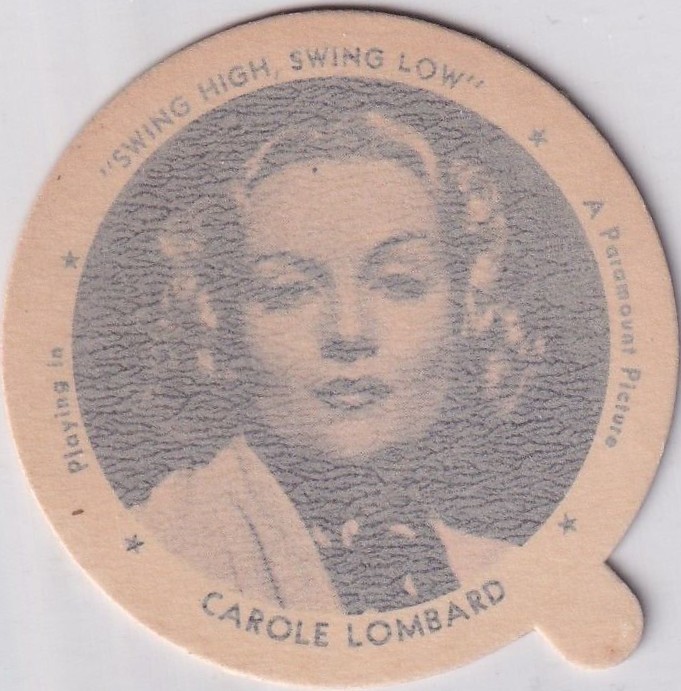 Playing in
"SWING HIGH, SWING LOW"
A Paramount Picture
CAROLE LOMBARD